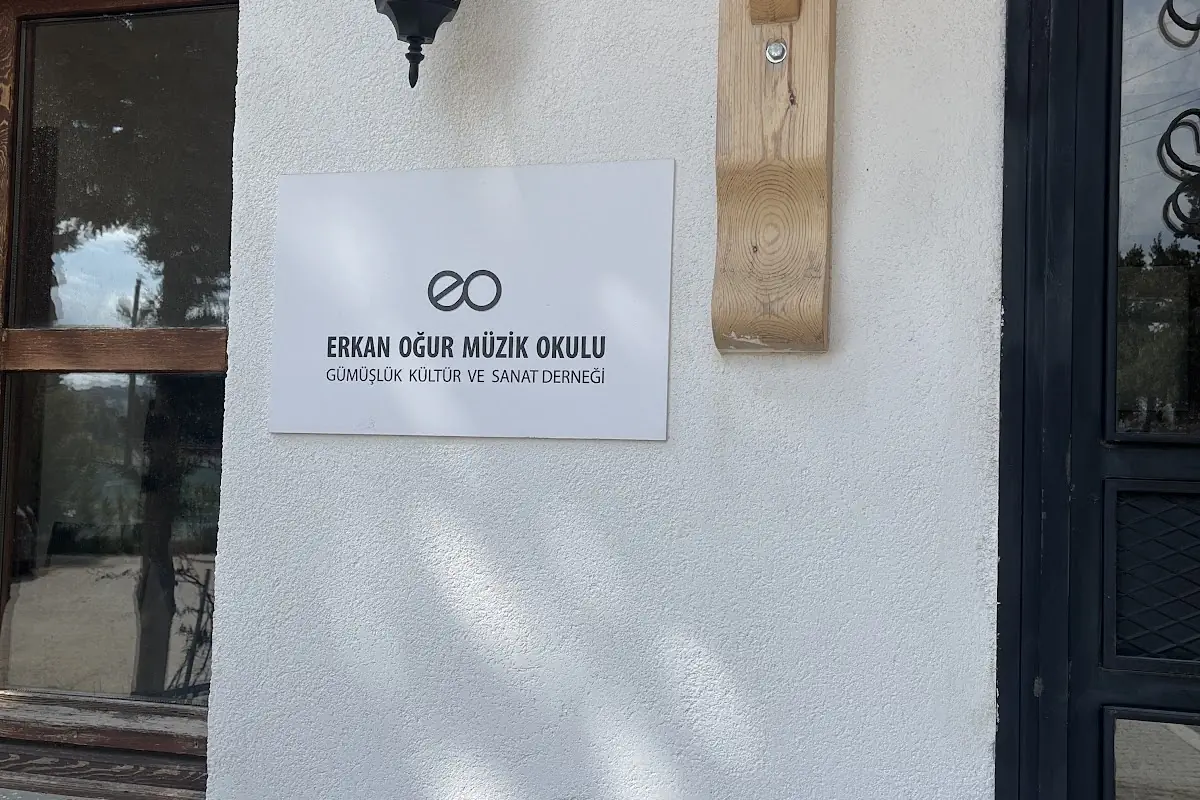 eo
ERKAN OĞUR MÜZİK OKULU
GÜMÜŞLÜK KÜLTÜR VE SANAT DERNEĞİ